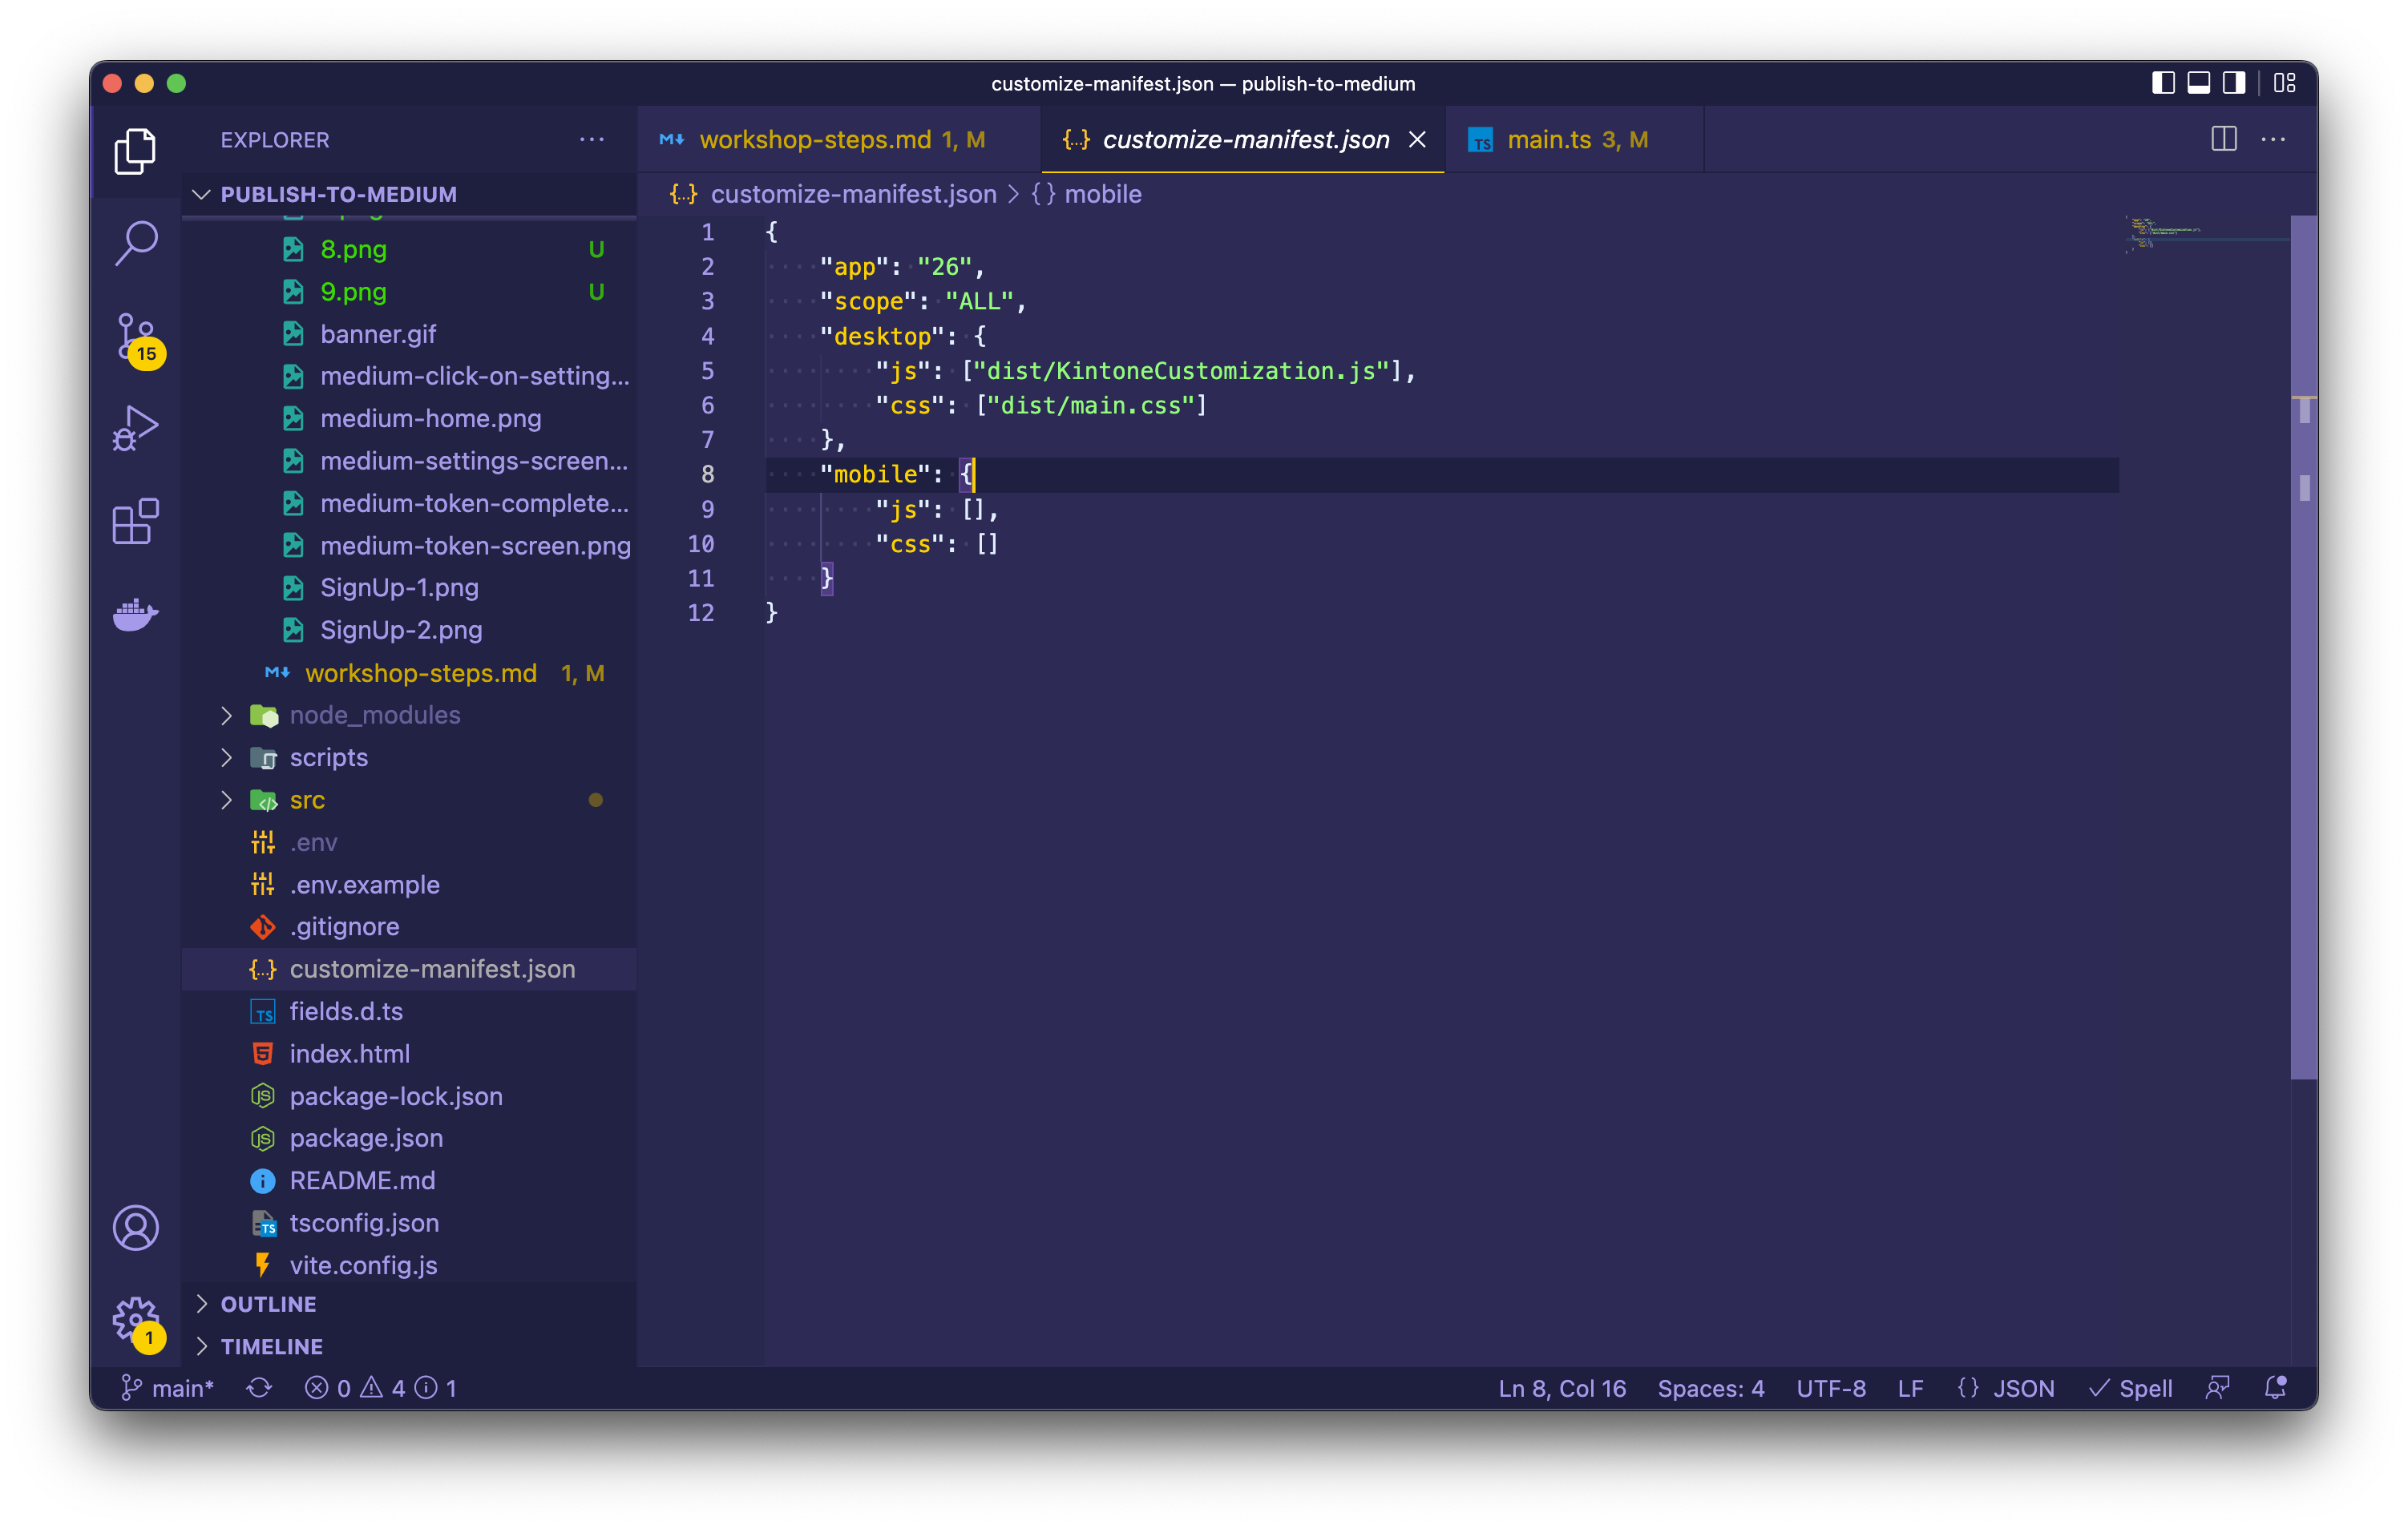 customize-manifest.json — publish-to-medium
EXPLORER
workshop-steps.md 1, M
customize-manifest.json
main.ts 3, M
PUBLISH-TO-MEDIUM
customize-manifest.json > {} mobile
8.png U
9.png U
banner.gif
medium-click-on-setting...
medium-home.png
medium-settings-screen...
medium-token-complete...
medium-token-screen.png
SignUp-1.png
SignUp-2.png
workshop-steps.md 1, M
node_modules
scripts
src
.env
.env.example
.gitignore
customize-manifest.json
fields.d.ts
index.html
package-lock.json
package.json
README.md
tsconfig.json
vite.config.js
OUTLINE
TIMELINE
15
1
1 {
2 "app": "26",
3 "scope": "ALL",
4 "desktop": {
5 "js": ["dist/KintoneCustomization.js"],
6 "css": ["dist/main.css"]
7 },
8 "mobile": {
9 "js": [],
10 "css": []
11 }
12 }
main* 0 4 1
Ln 8, Col 16 Spaces: 4 UTF-8 LF {} JSON Spell